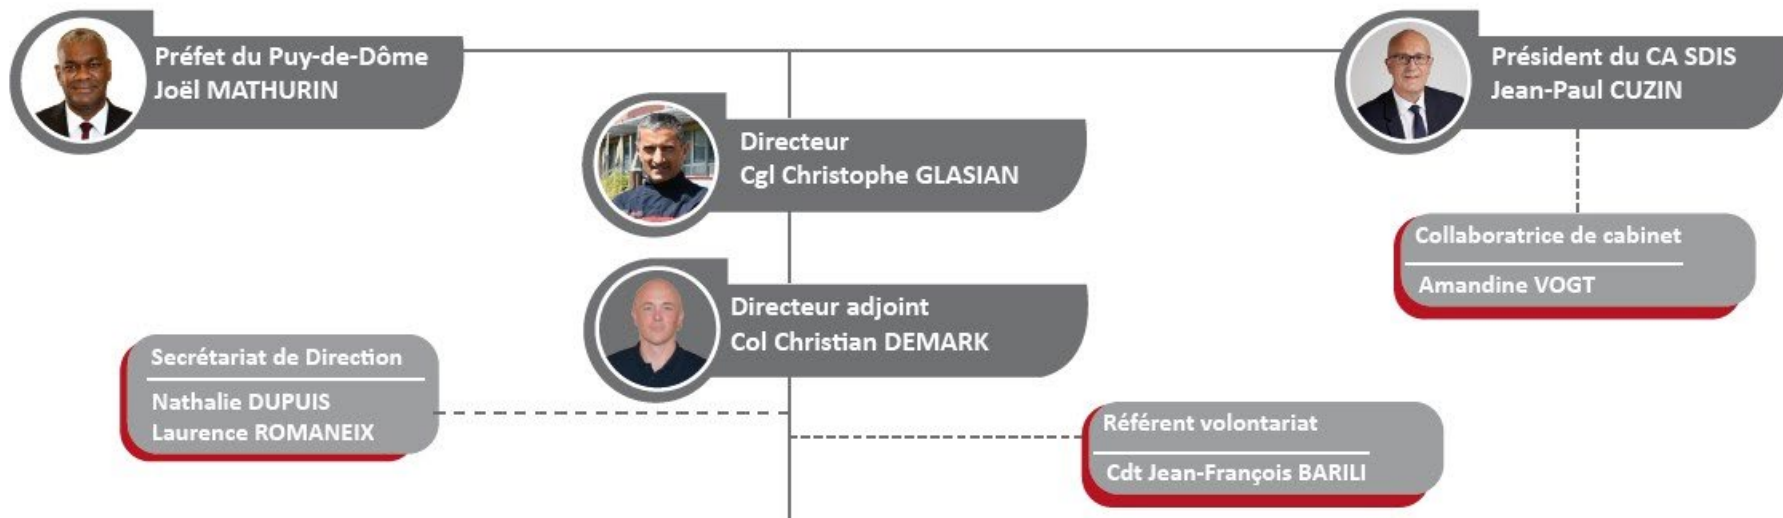 Préfet du Puy-de-Dôme
Joël MATHURIN
Président du CA SDIS
Jean-Paul CUZIN
Directeur
Cgl Christophe GLASIAN
Collaboratrice de cabinet
Amandine VOGT
Directeur adjoint
Col Christian DEMARK
Secrétariat de Direction
Nathalie DUPUIS
Laurence ROMANEIX
Référent volontariat
Cdt Jean-François BARILI